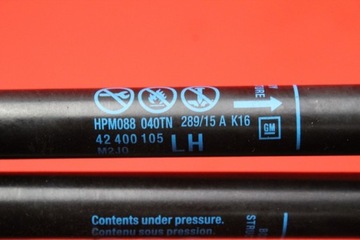 HPM088 040TN 289/15 A K16
GM
42 400 105 LH
M2J0
Contents under pressure.
Contenu sous pression.